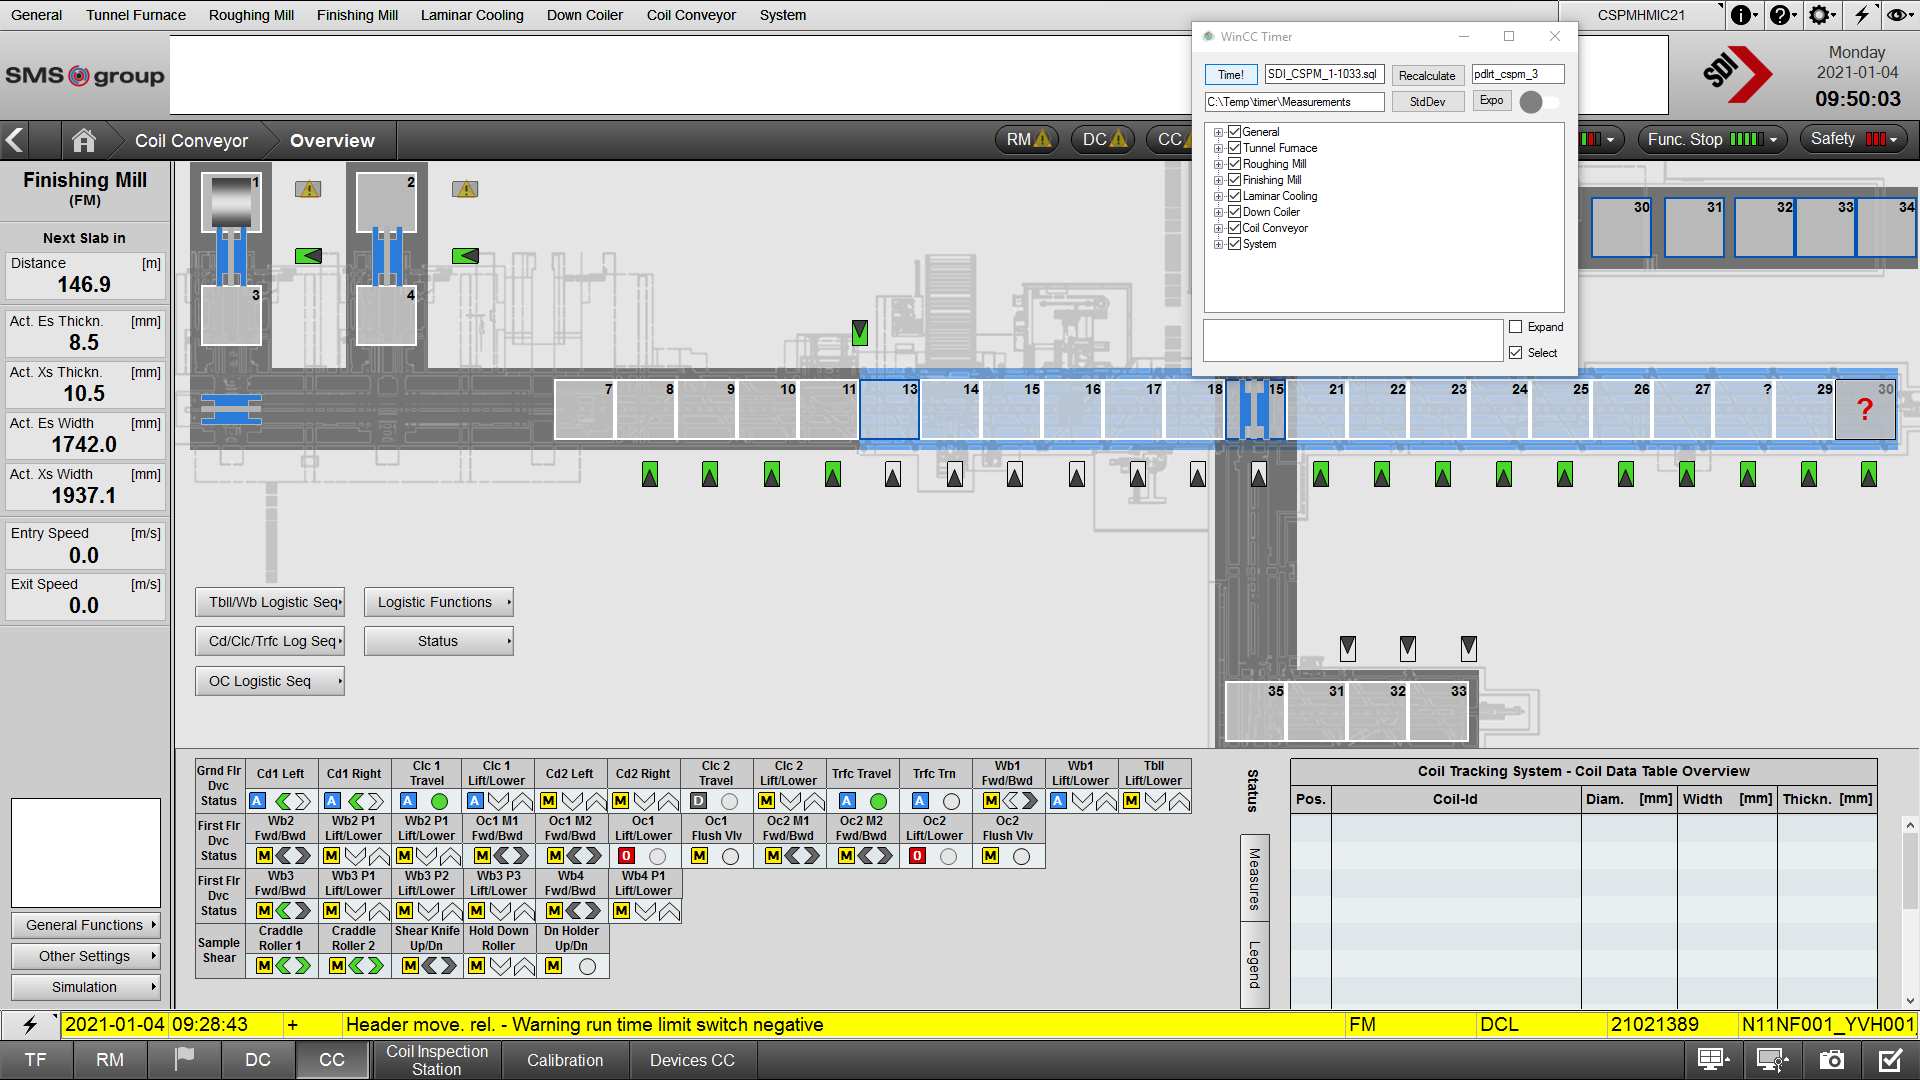 General Tunnel Furnace Roughing Mill Finishing Mill Laminar Cooling Down Coiler Coil Conveyor System CSPMHMIC21
SMS group
WinCC Timer
Time! SDI_CSPM_1-1033.sql Recalculate pdlrt_cspm_3
C:\Temp\timer\Measurements StdDev Expo
General
Tunnel Furnace
Roughing Mill
Finishing Mill
Laminar Cooling
Down Coiler
Coil Conveyor
System
Expand
Select
SDI
Monday
2021-01-04
09:50:03
Coil Conveyor Overview RM DC CC Func. Stop Safety
Finishing Mill
(FM)
Next Slab in
Distance [m]
146.9
Act. Es Thickn. [mm]
8.5
Act. Xs Thickn. [mm]
10.5
Act. Es Width [mm]
1742.0
Act. Xs Width [mm]
1937.1
Entry Speed [m/s]
0.0
Exit Speed [m/s]
0.0
General Functions
Other Settings
Simulation
1 2
3 4
30 31 32 33 34
7 8 9 10 11 13 14 15 16 17 18 15 21 22 23 24 25 26 27 ? 29 30
?
35 31 32 33
Tbll/Wb Logistic Seq Logistic Functions
Cd/Clc/Trfc Log Seq Status
OC Logistic Seq
Grnd Flr Dvc Status
Cd1 Left Cd1 Right Clc 1 Travel Clc 1 Lift/Lower Cd2 Left Cd2 Right Clc 2 Travel Clc 2 Lift/Lower Trfc Travel Trfc Trn Wb1 Fwd/Bwd Wb1 Lift/Lower Tbll Lift/Lower
A A A A M M D M A A M A M
First Flr Dvc Status
Wb2 Fwd/Bwd Wb2 P1 Lift/Lower Wb2 P1 Lift/Lower Oc1 M1 Fwd/Bwd Oc1 M2 Fwd/Bwd Oc1 Lift/Lower Oc1 Flush Vlv Oc2 M1 Fwd/Bwd Oc2 M2 Fwd/Bwd Oc2 Lift/Lower Oc2 Flush Vlv
M M M M M 0 M M M 0 M
First Flr Dvc Status
Wb3 Fwd/Bwd Wb3 P1 Lift/Lower Wb3 P2 Lift/Lower Wb3 P3 Lift/Lower Wb4 Fwd/Bwd Wb4 P1 Lift/Lower
M M M M M M
Sample Shear
Craddle Roller 1 Craddle Roller 2 Shear Knife Up/Dn Hold Down Roller Dn Holder Up/Dn
M M M M M
Status
Measures
Legend
Coil Tracking System - Coil Data Table Overview
Pos. Coil-Id Diam. [mm] Width [mm] Thickn. [mm]
2021-01-04 09:28:43 + Header move. rel. - Warning run time limit switch negative FM DCL 21021389 N11NF001_YVH001
TF RM DC CC Coil Inspection Station Calibration Devices CC